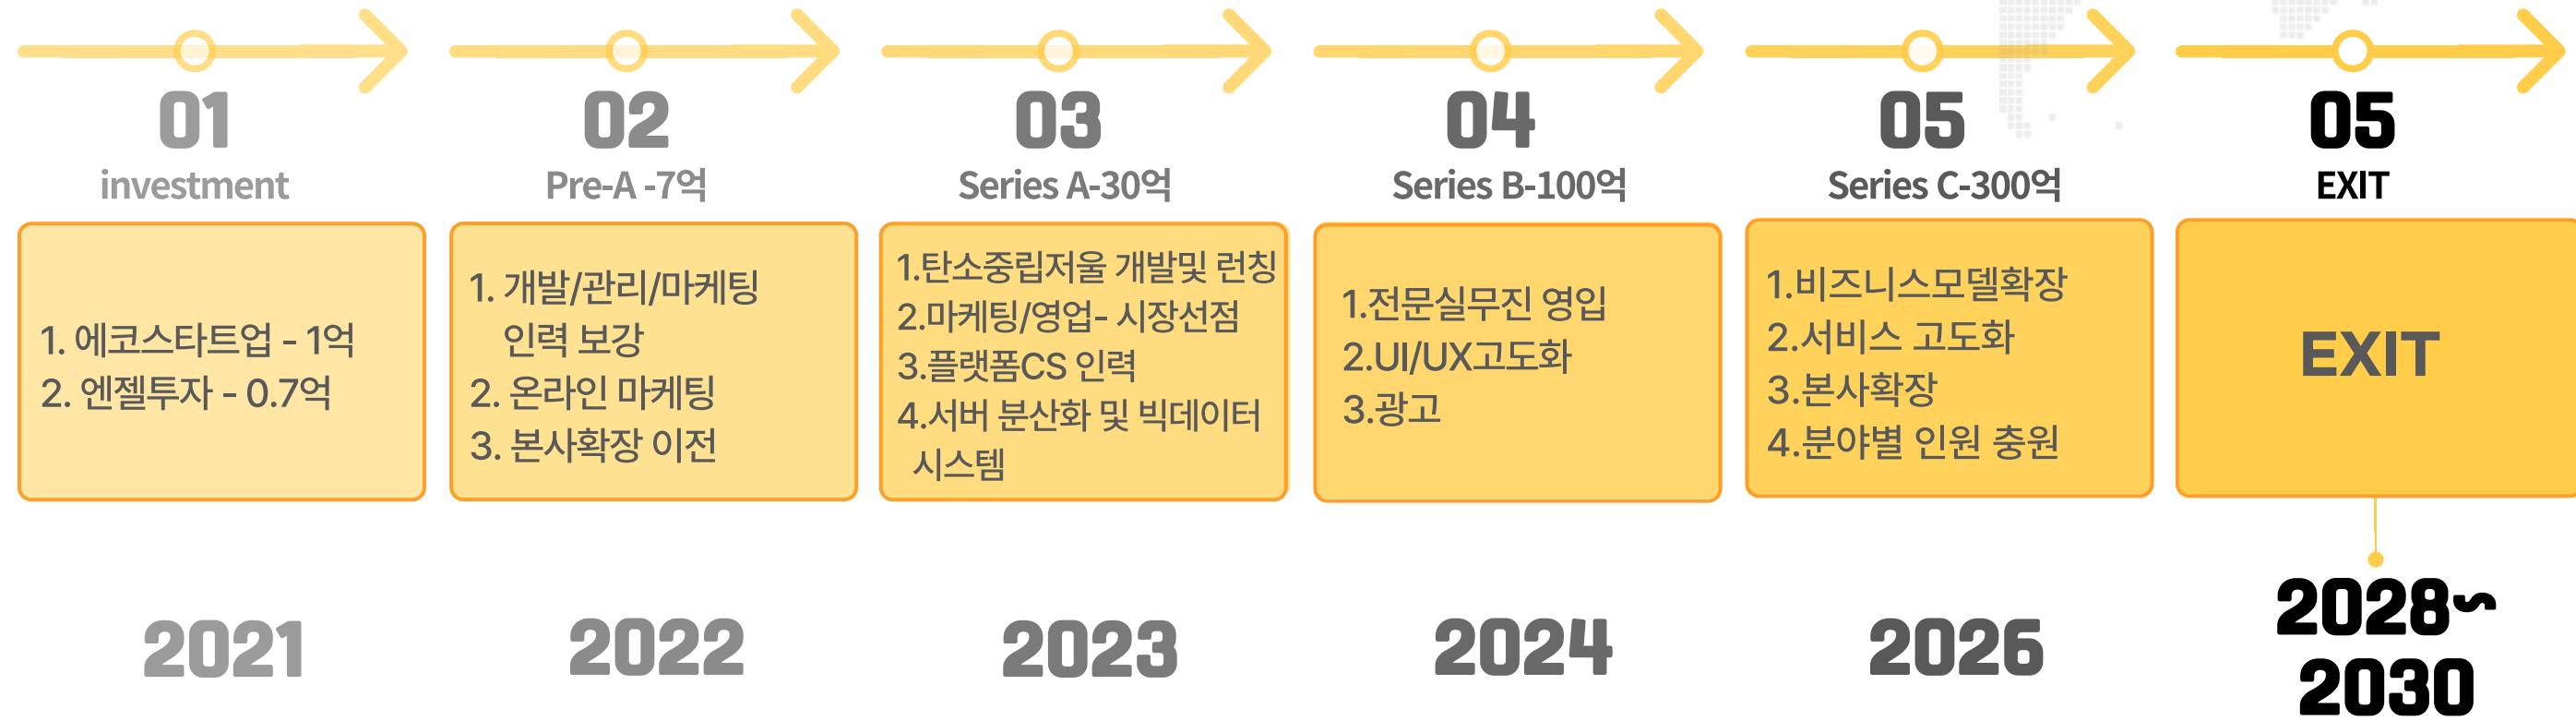 01
investment
1. 에코스타트업 - 1억
2. 엔젤투자 - 0.7억
2021
02
Pre-A -7억
1. 개발/관리/마케팅
인력 보강
2. 온라인 마케팅
3. 본사확장 이전
2022
03
Series A-30억
1.탄소중립저울 개발및 런칭
2.마케팅/영업- 시장선점
3.플랫폼CS 인력
4.서버 분산화 및 빅데이터
시스템
2023
04
Series B-100억
1.전문실무진 영입
2.UI/UX고도화
3.광고
2024
05
Series C-300억
1.비즈니스모델확장
2.서비스 고도화
3.본사확장
4.분야별 인원 충원
2026
05
EXIT
EXIT
2028~
2030